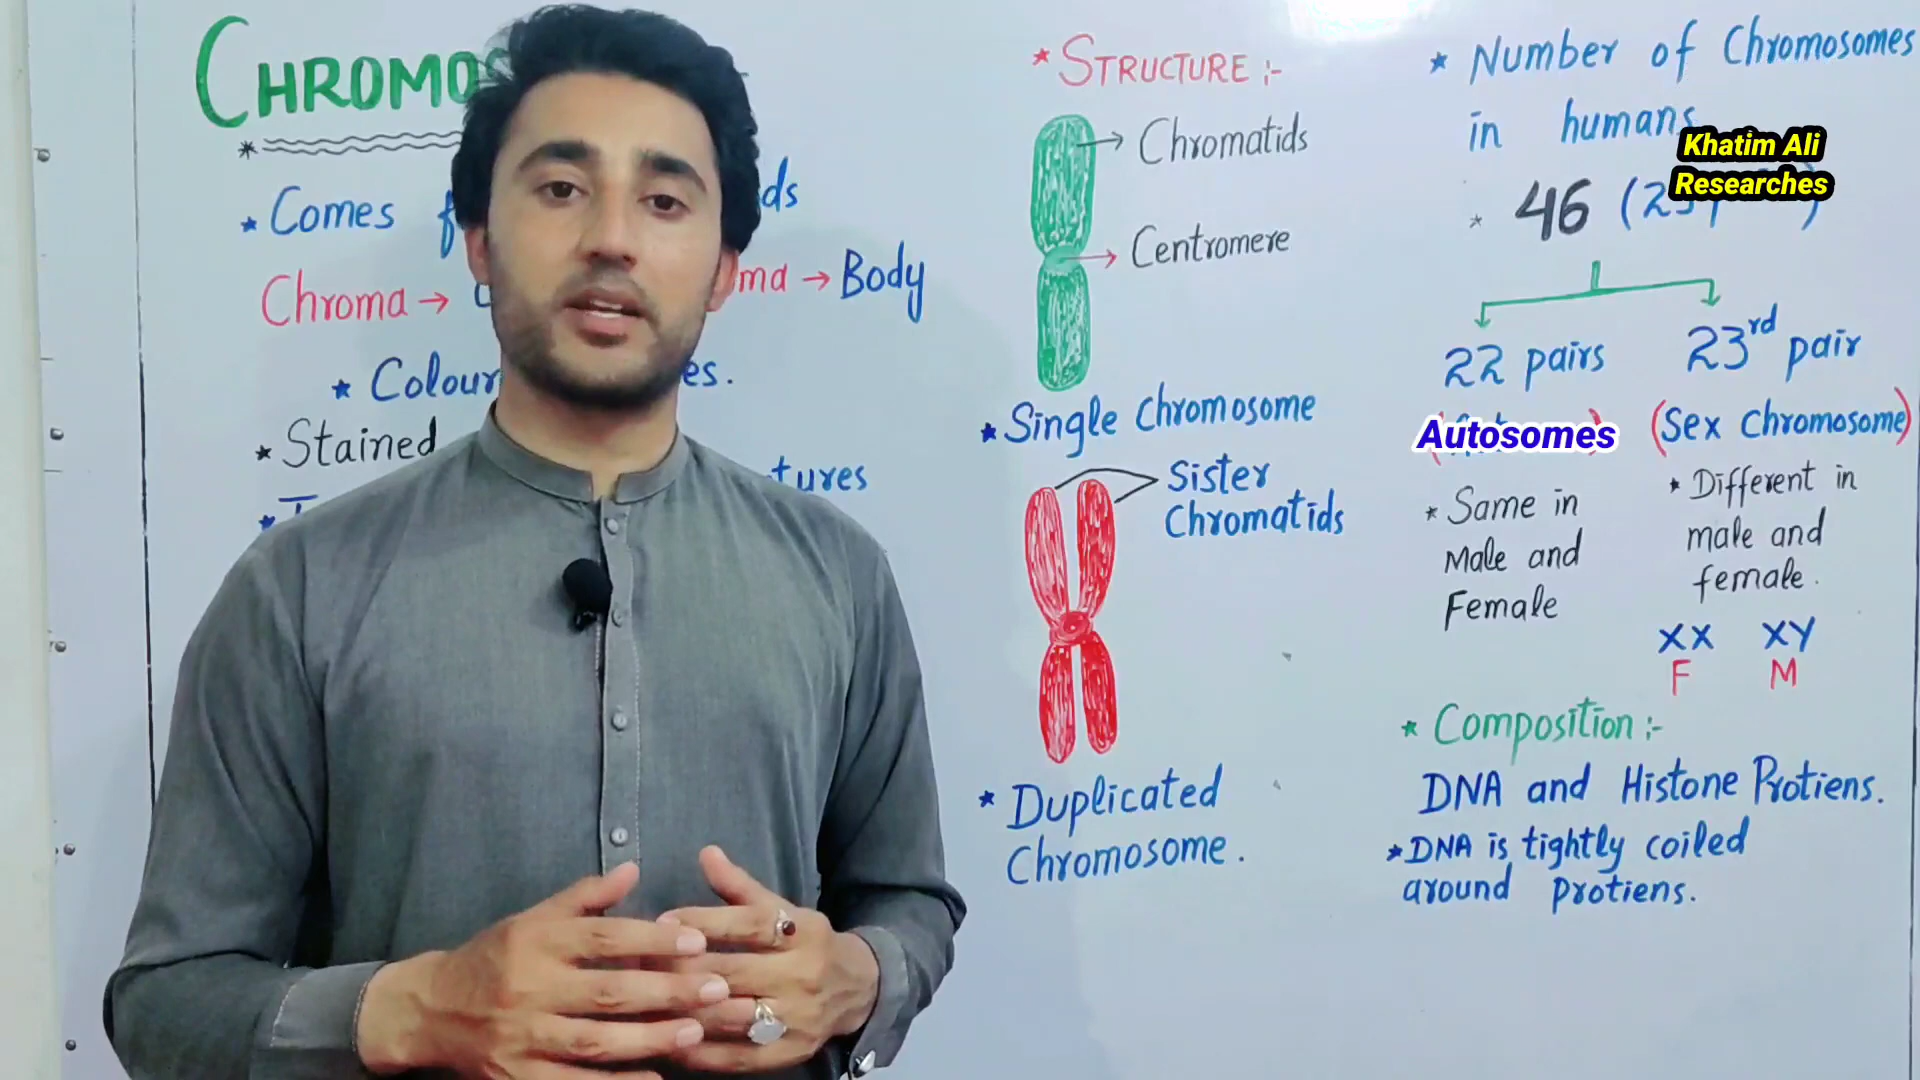 CHROMO
* Comes ds
Chroma → ma → Body
* Colour es.
* Stained
tures
* STRUCTURE :-
→ Chromatids
→ Centromere
* Single Chromosome
Sister
Chromatids
* Duplicated
Chromosome.
* Number of Chromosomes
in humans
Khatim Ali
Researches
* 46 (23
22 pairs
23rd pair
Autosomes
(Sex Chromosome)
* Same in
Male and
Female
* Different in
male and
female.
XX XY
F M
* Composition :-
DNA and Histone Protiens.
* DNA is tightly coiled
around protiens.